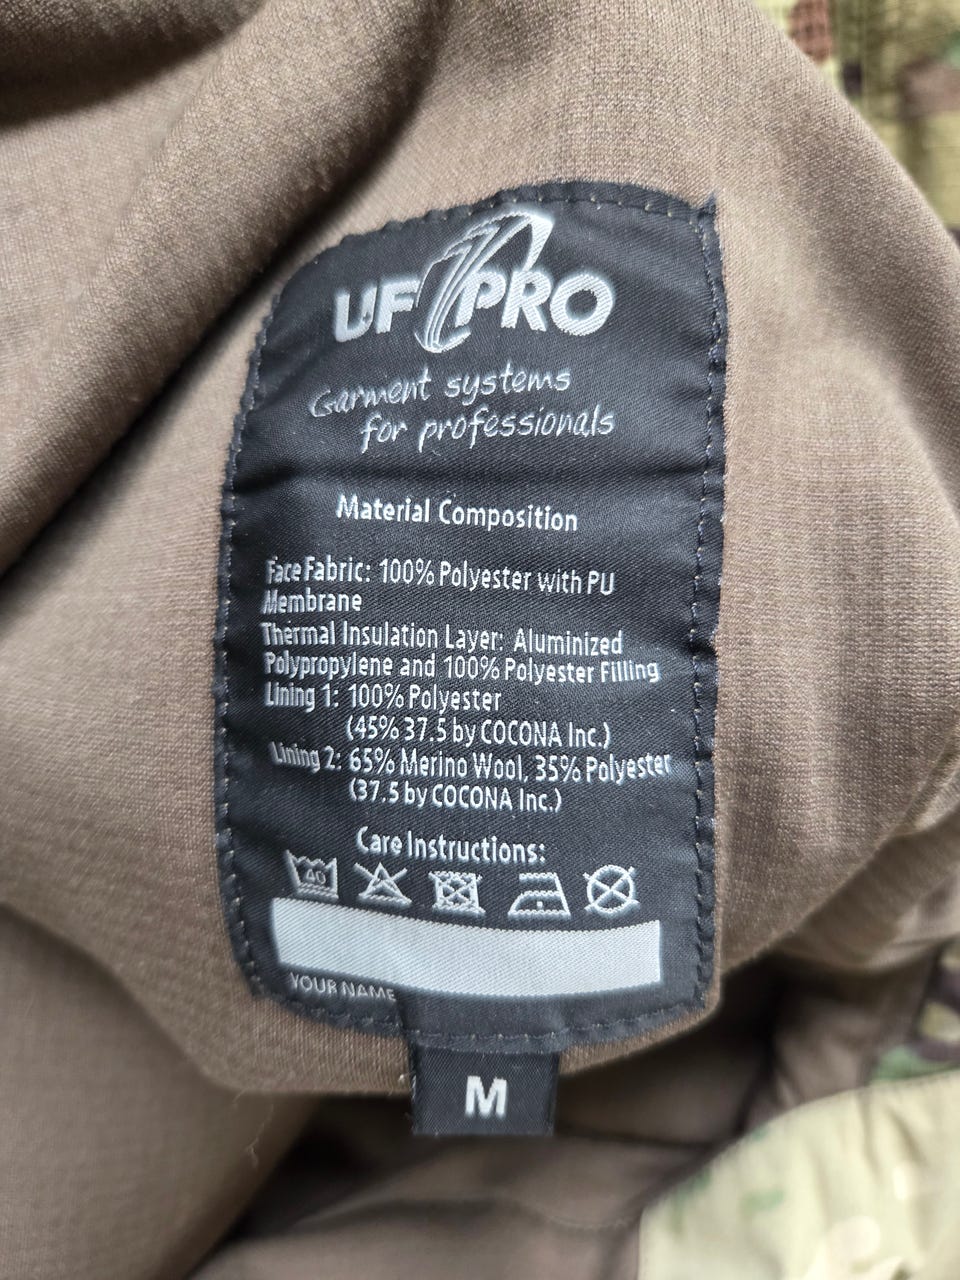 UF PRO
Garment systems
for professionals
Material Composition
Face Fabric: 100% Polyester with PU
Membrane
Thermal Insulation Layer: Aluminized
Polypropylene and 100% Polyester Filling
Lining 1: 100% Polyester
(45% 37.5 by COCONA Inc.)
Lining 2: 65% Merino Wool, 35% Polyester
(37.5 by COCONA Inc.)
Care Instructions:
40
YOUR NAME
M